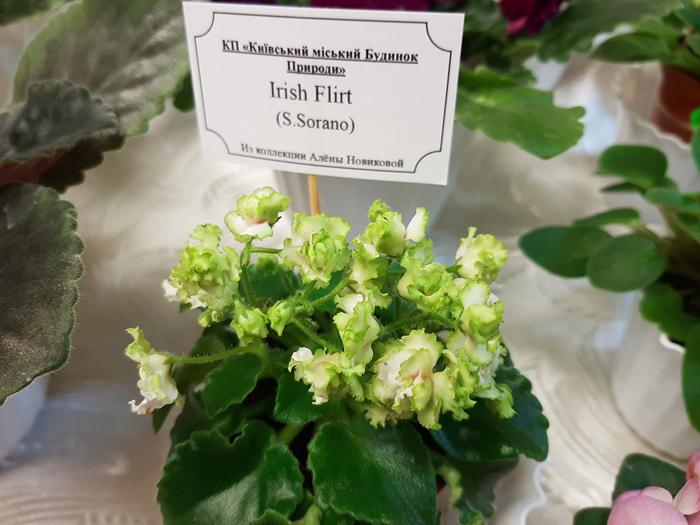 КП «Київський міський Будинок
Природи»
Irish Flirt
(S.Sorano)
Из коллекции Алёны Новиковой